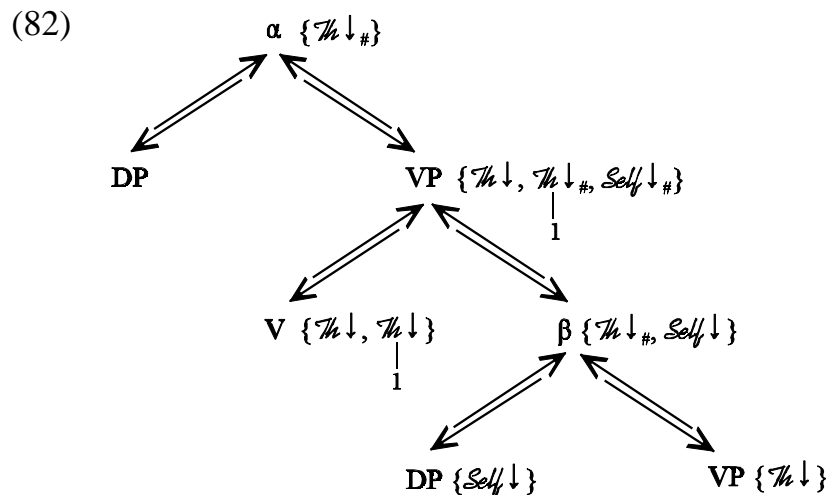 (82)
α {Th↓#}
DP VP {Th↓, Th↓#, Self↓#}
1
V {Th↓, Th↓} β {Th↓#, Self↓}
1
DP {Self↓} VP {Th↓}